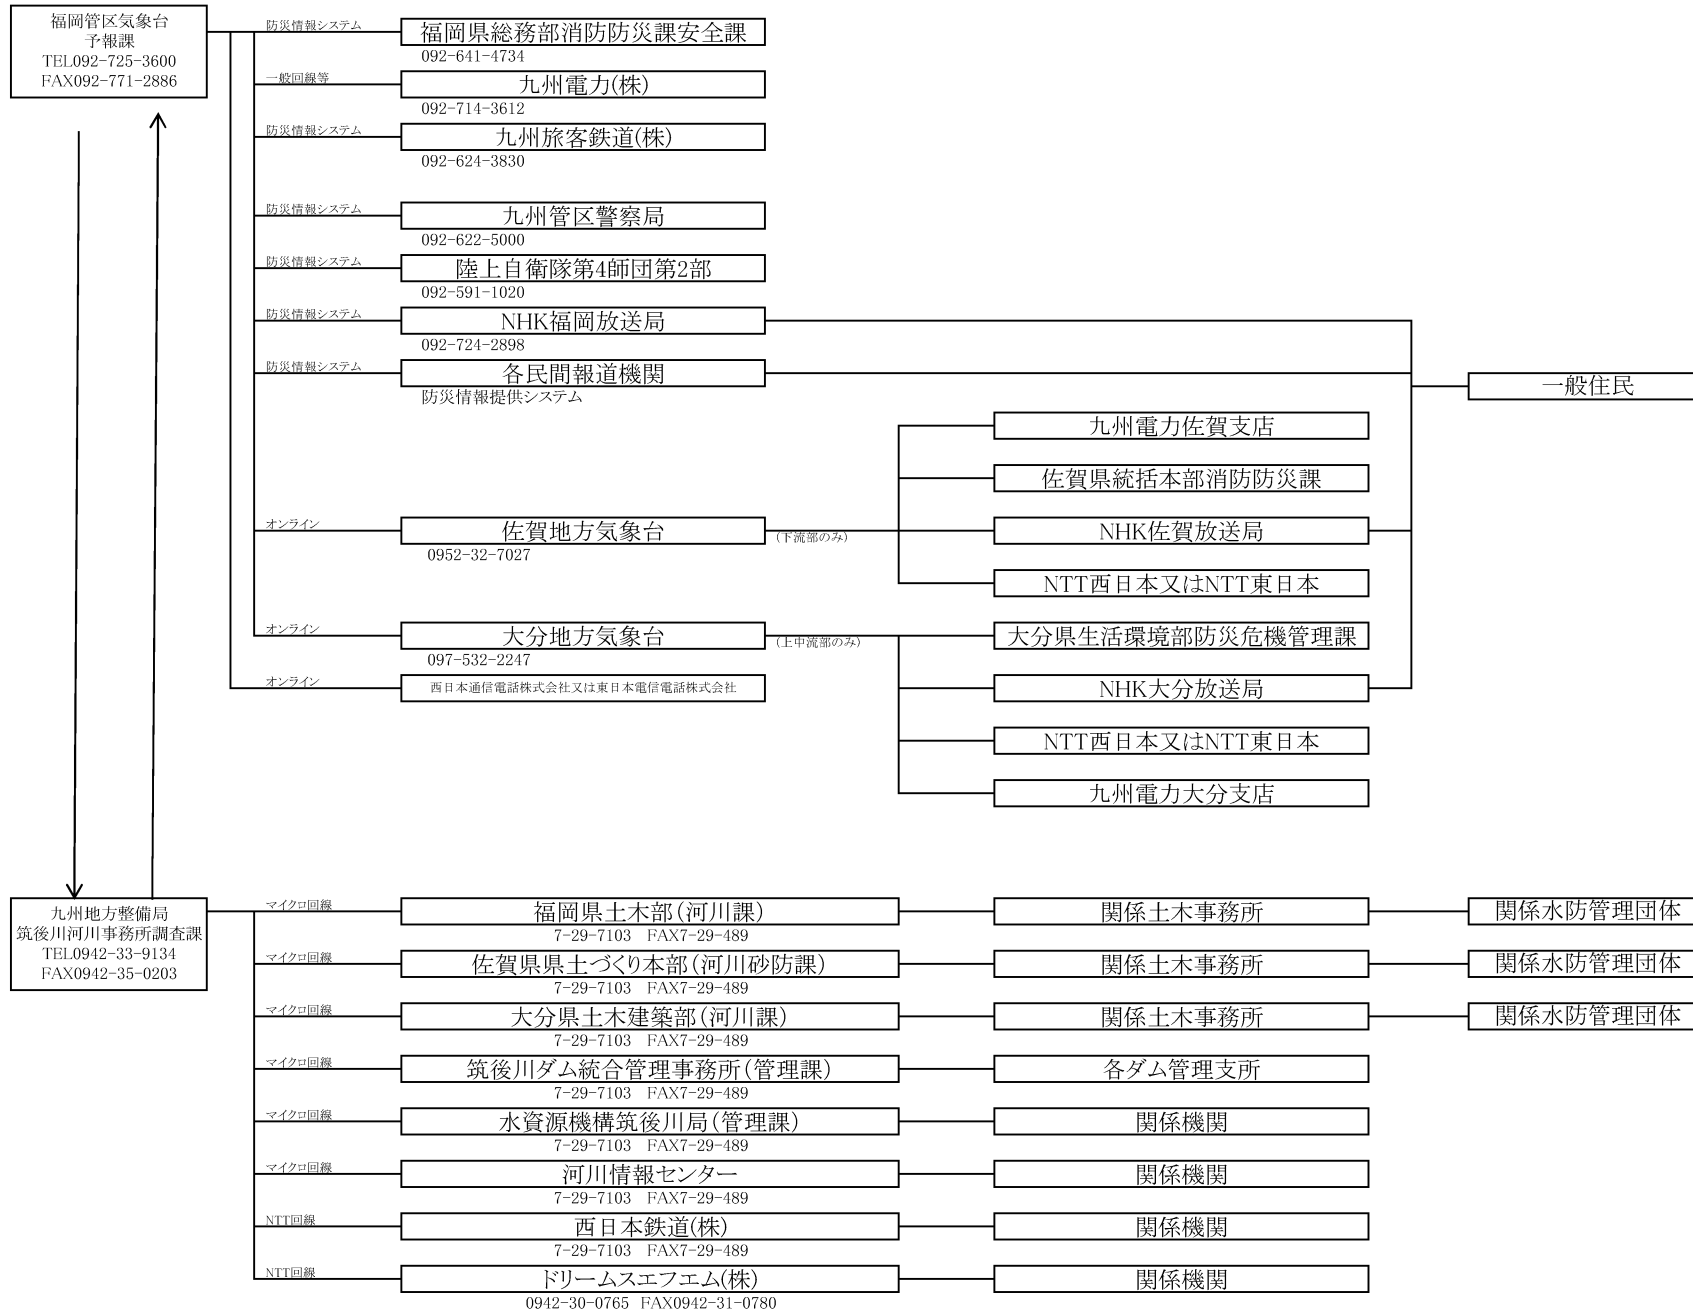 福岡管区気象台
予報課
TEL092-725-3600
FAX092-771-2886
防災情報システム
福岡県総務部消防防災課安全課
092-641-4734
一般回線等
九州電力(株)
092-714-3612
防災情報システム
九州旅客鉄道(株)
092-624-3830
防災情報システム
九州管区警察局
092-622-5000
防災情報システム
陸上自衛隊第4師団第2部
092-591-1020
防災情報システム
NHK福岡放送局
092-724-2898
防災情報システム
各民間報道機関
防災情報提供システム
一般住民
九州電力佐賀支店
佐賀県統括本部消防防災課
オンライン
佐賀地方気象台
(下流部のみ)
NHK佐賀放送局
0952-32-7027
NTT西日本又はNTT東日本
オンライン
大分地方気象台
(上中流部のみ)
大分県生活環境部防災危機管理課
097-532-2247
オンライン
西日本通信電話株式会社又は東日本電信電話株式会社
NHK大分放送局
NTT西日本又はNTT東日本
九州電力大分支店
九州地方整備局
筑後川河川事務所調査課
TEL0942-33-9134
FAX0942-35-0203
マイクロ回線
福岡県土木部(河川課)
関係土木事務所
関係水防管理団体
7-29-7103 FAX7-29-489
マイクロ回線
佐賀県県土づくり本部(河川砂防課)
関係土木事務所
関係水防管理団体
7-29-7103 FAX7-29-489
マイクロ回線
大分県土木建築部(河川課)
関係土木事務所
関係水防管理団体
7-29-7103 FAX7-29-489
マイクロ回線
筑後川ダム統合管理事務所(管理課)
各ダム管理支所
7-29-7103 FAX7-29-489
マイクロ回線
水資源機構筑後川局(管理課)
関係機関
7-29-7103 FAX7-29-489
マイクロ回線
河川情報センター
関係機関
7-29-7103 FAX7-29-489
NTT回線
西日本鉄道(株)
関係機関
7-29-7103 FAX7-29-489
NTT回線
ドリームスエフエム(株)
関係機関
0942-30-0765 FAX0942-31-0780